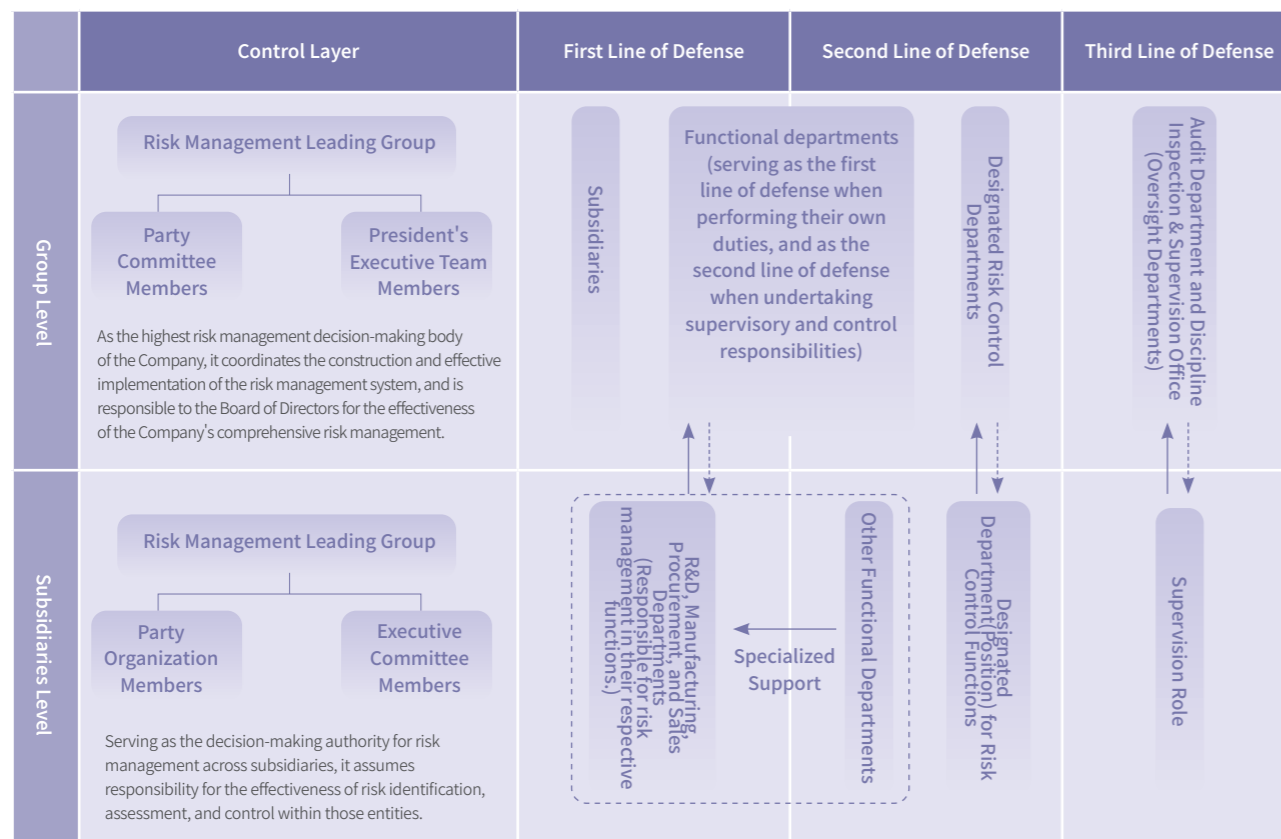 Control Layer
First Line of Defense
Second Line of Defense
Third Line of Defense
Group Level
Risk Management Leading Group
Party
Committee
Members
President's
Executive Team
Members
As the highest risk management decision-making body
of the Company, it coordinates the construction and effective
implementation of the risk management system, and is
responsible to the Board of Directors for the effectiveness
of the Company's comprehensive risk management.
Subsidiaries
Functional departments
(serving as the first
line of defense when
performing their own
duties, and as the
second line of defense
when undertaking
supervisory and control
responsibilities)
Designated Risk Control
Departments
Audit Department and Discipline
Inspection & Supervision Office
(Oversight Departments)
Subsidiaries Level
Risk Management Leading Group
Party
Organization
Members
Executive
Committee
Members
Serving as the decision-making authority for risk
management across subsidiaries, it assumes
responsibility for the effectiveness of risk identification,
assessment, and control within those entities.
R&D, Manufacturing,
Procurement, and Sales
Departments
(Responsible for risk
management in their respective
functions.)
Specialized
Support
Other Functional Departments
Designated
Department(Position) for Risk
Control Functions
Supervision Role